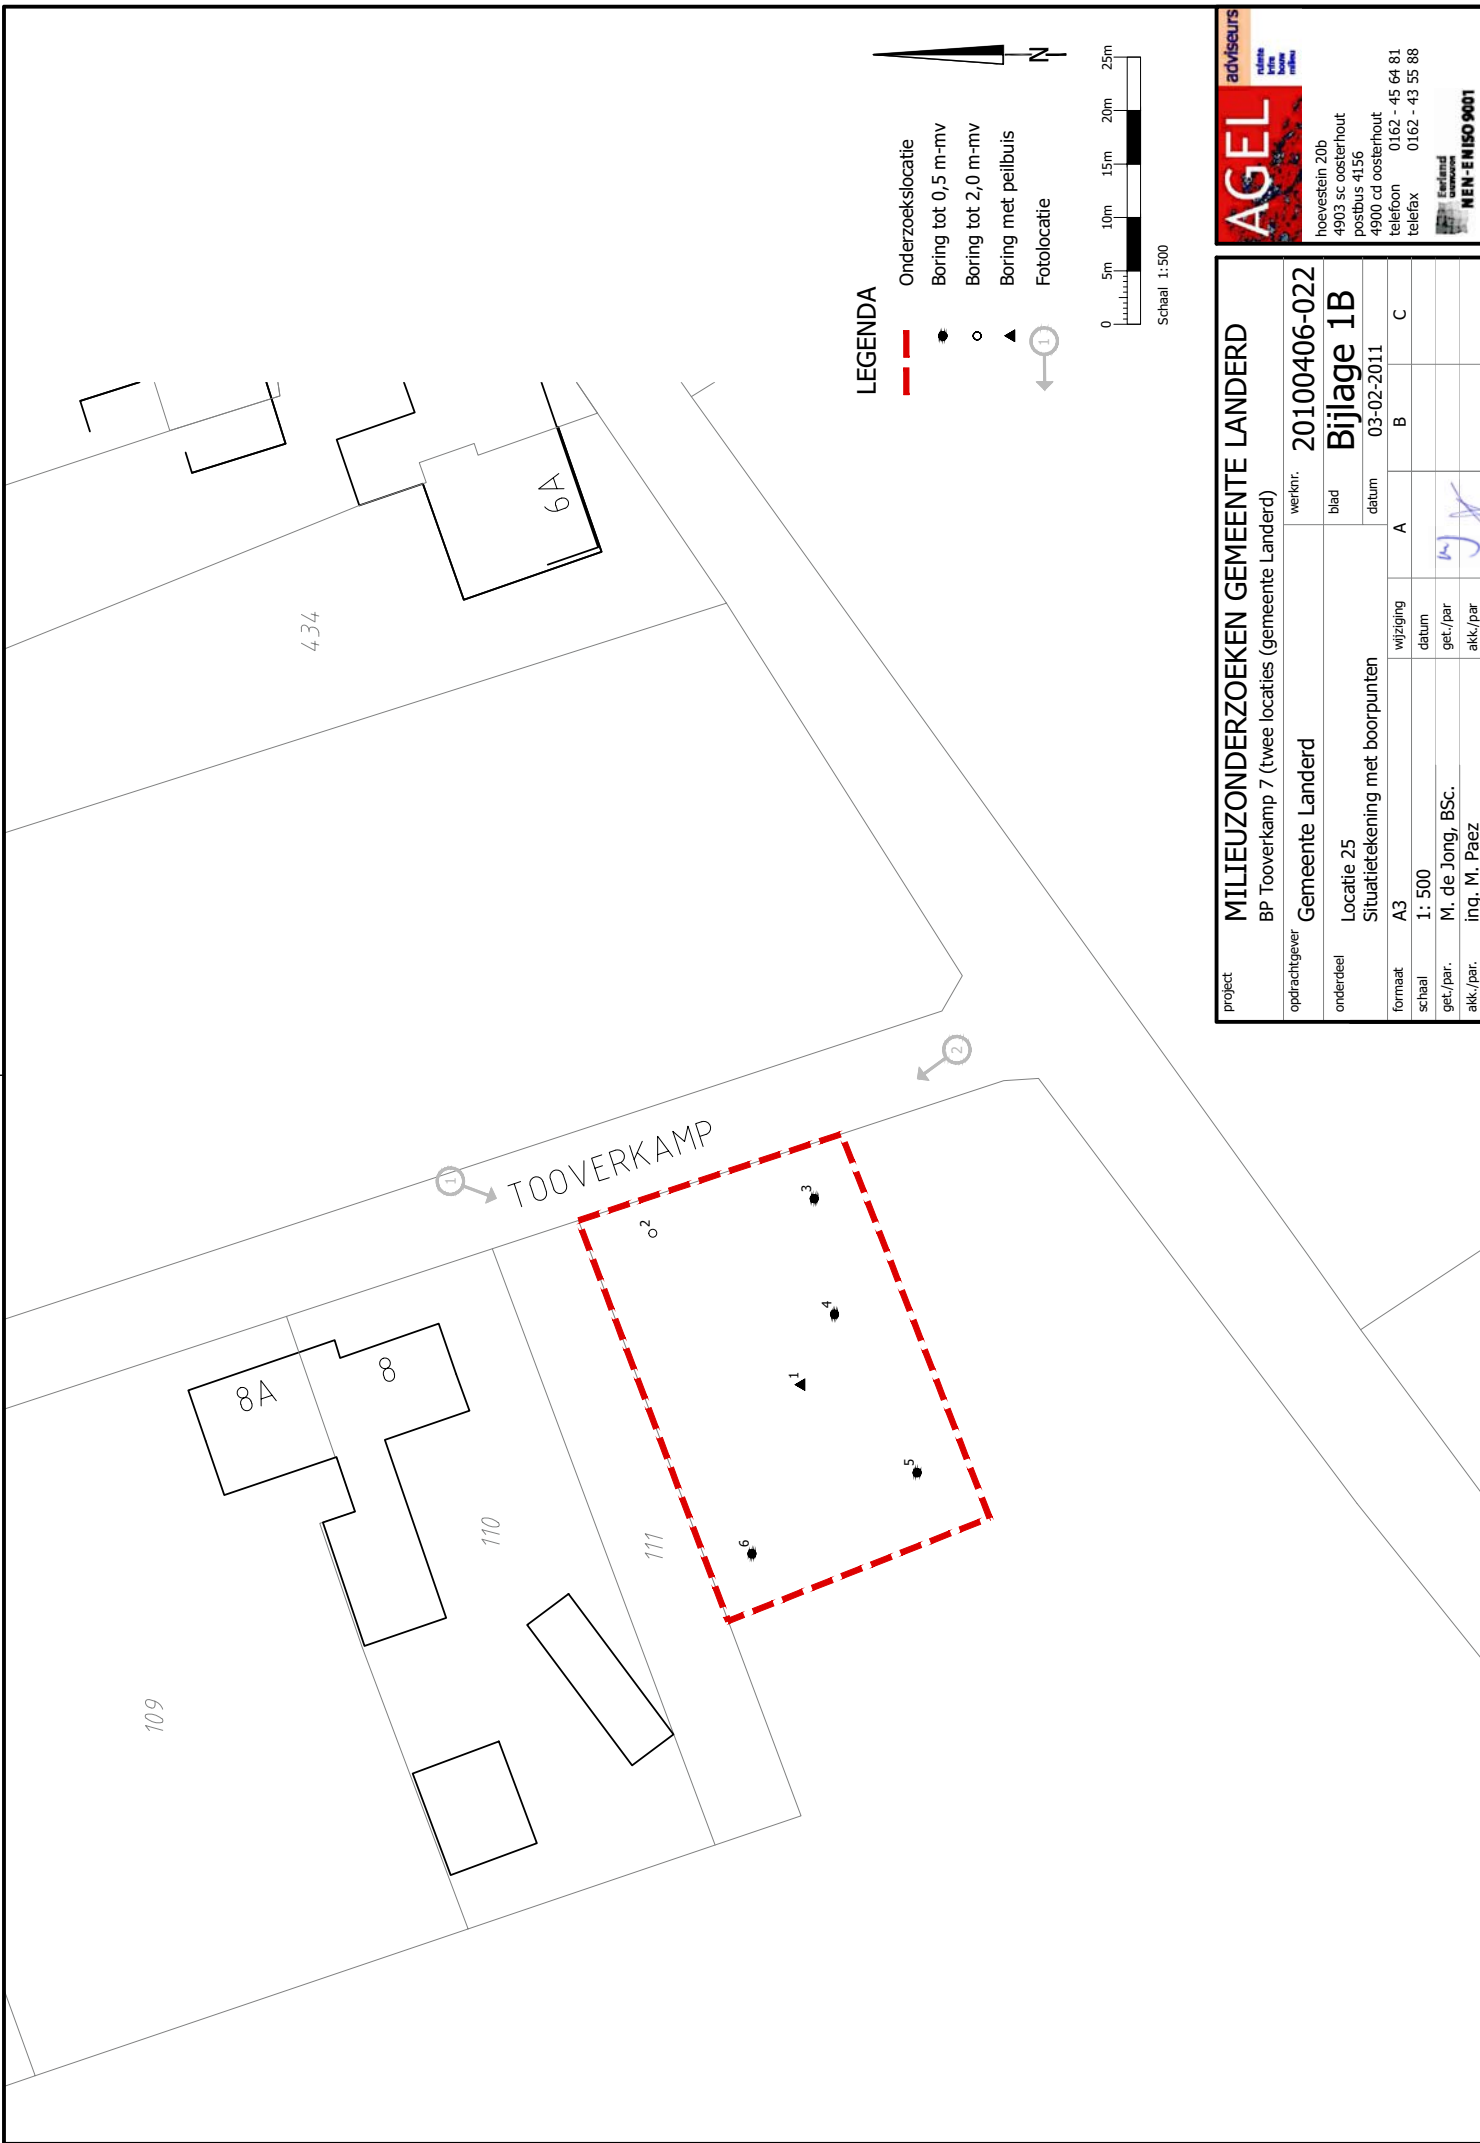 109
8A
8
110
111
434
6A
TOOVERKAMP
1
2
1
2
3
4
5
6
LEGENDA
Onderzoekslocatie
Boring tot 0,5 m-mv
Boring tot 2,0 m-mv
Boring met peilbuis
1 Fotolocatie
N
0 5m 10m 15m 20m 25m
Schaal 1:500
project MILIEUZONDERZOEKEN GEMEENTE LANDERD
BP Tooverkamp 7 (twee locaties (gemeente Landerd)
opdrachtgever Gemeente Landerd werknr. 20100406-022
onderdeel Locatie 25 blad Bijlage 1B
Situatietekening met boorpunten datum 03-02-2011
formaat A3 wijziging A B C
schaal 1: 500 datum
get./par. M. de Jong, BSc. get./par
akk./par. ing. M. Paez akk./par
AGEL adviseurs
ruimte
infra
bouw
milieu
hoevestein 20b
4903 sc oosterhout
postbus 4156
4900 cd oosterhout
telefoon 0162 - 45 64 81
telefax 0162 - 43 55 88
Eerland
NEN-EN ISO 9001